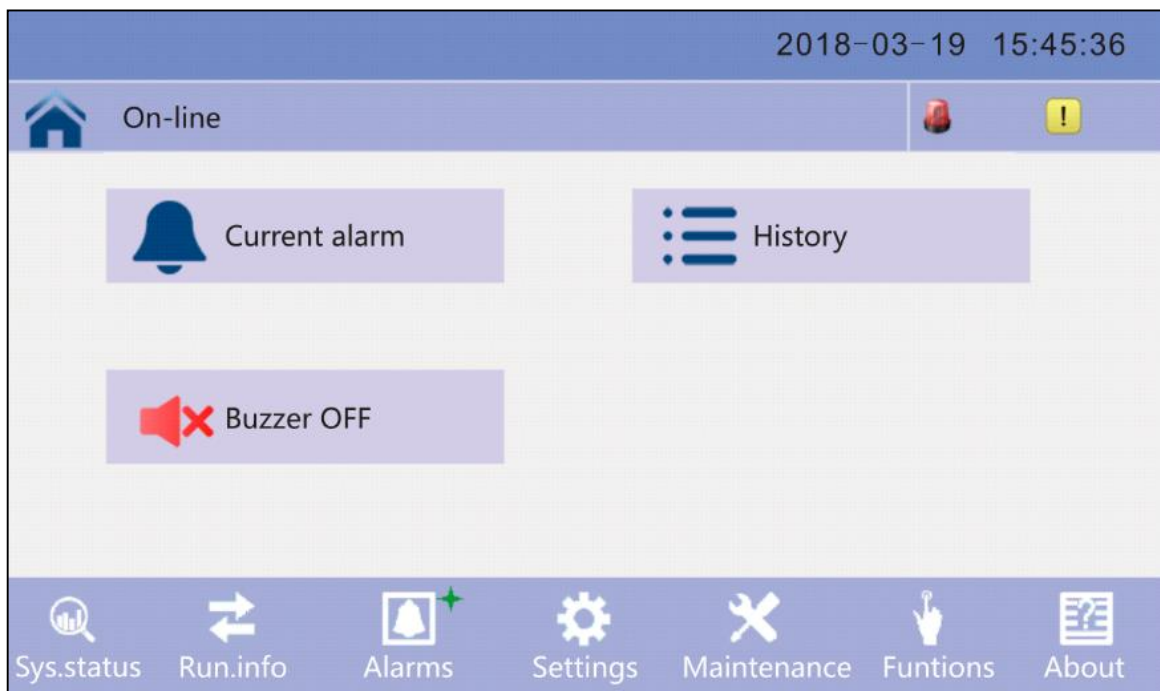 2018-03-19 15:45:36
On-line
!
Current alarm
History
Buzzer OFF
Sys.status Run.info Alarms Settings Maintenance Funtions About